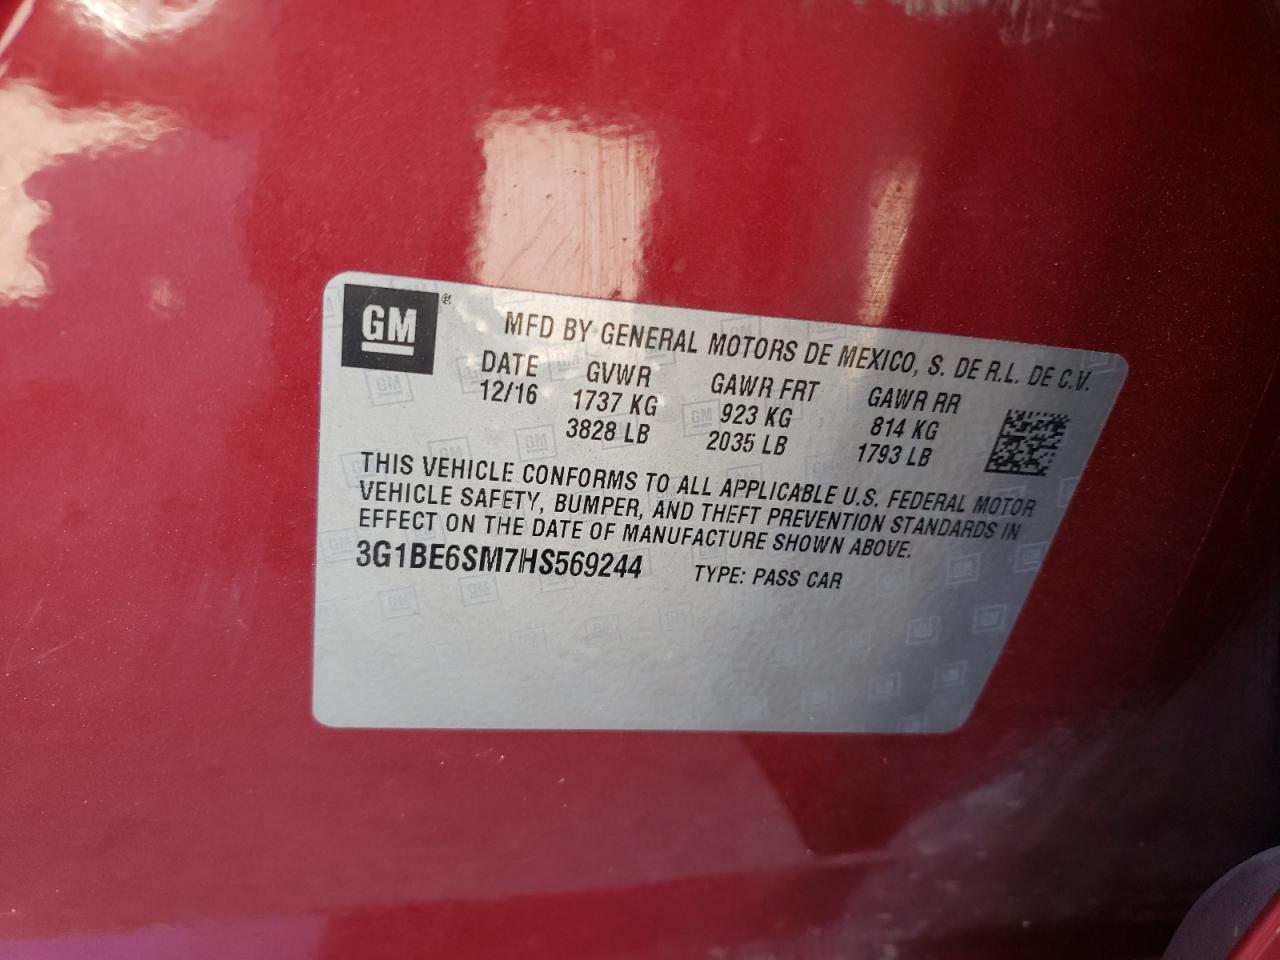 GM ®
MFD BY GENERAL MOTORS DE MEXICO, S. DE R.L. DE C.V.
DATE GVWR GAWR FRT GAWR RR
12/16 1737 KG 923 KG 814 KG
3828 LB 2035 LB 1793 LB
THIS VEHICLE CONFORMS TO ALL APPLICABLE U.S. FEDERAL MOTOR
VEHICLE SAFETY, BUMPER, AND THEFT PREVENTION STANDARDS IN
EFFECT ON THE DATE OF MANUFACTURE SHOWN ABOVE.
3G1BE6SM7HS569244 TYPE: PASS CAR